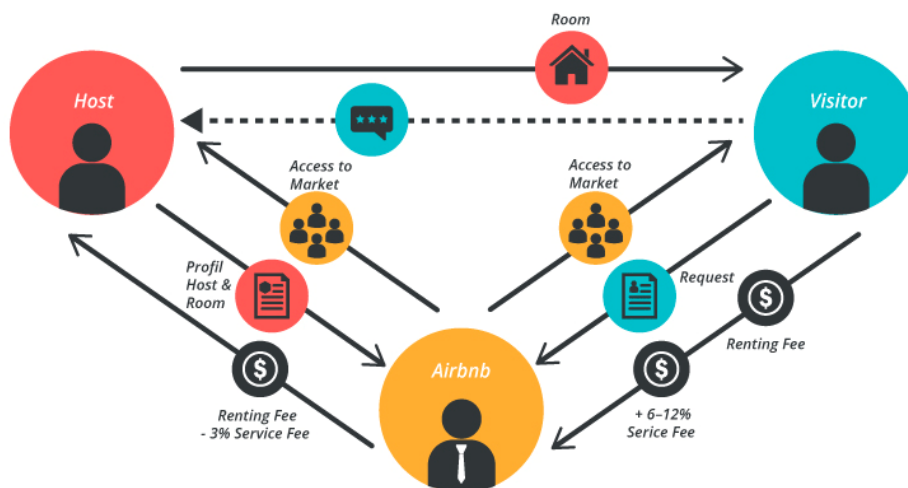 Room
Host
Visitor
Access to
Market
Access to
Market
Profil
Host &
Room
Request
Renting Fee
Airbnb
Renting Fee
- 3% Service Fee
+ 6–12%
Serice Fee